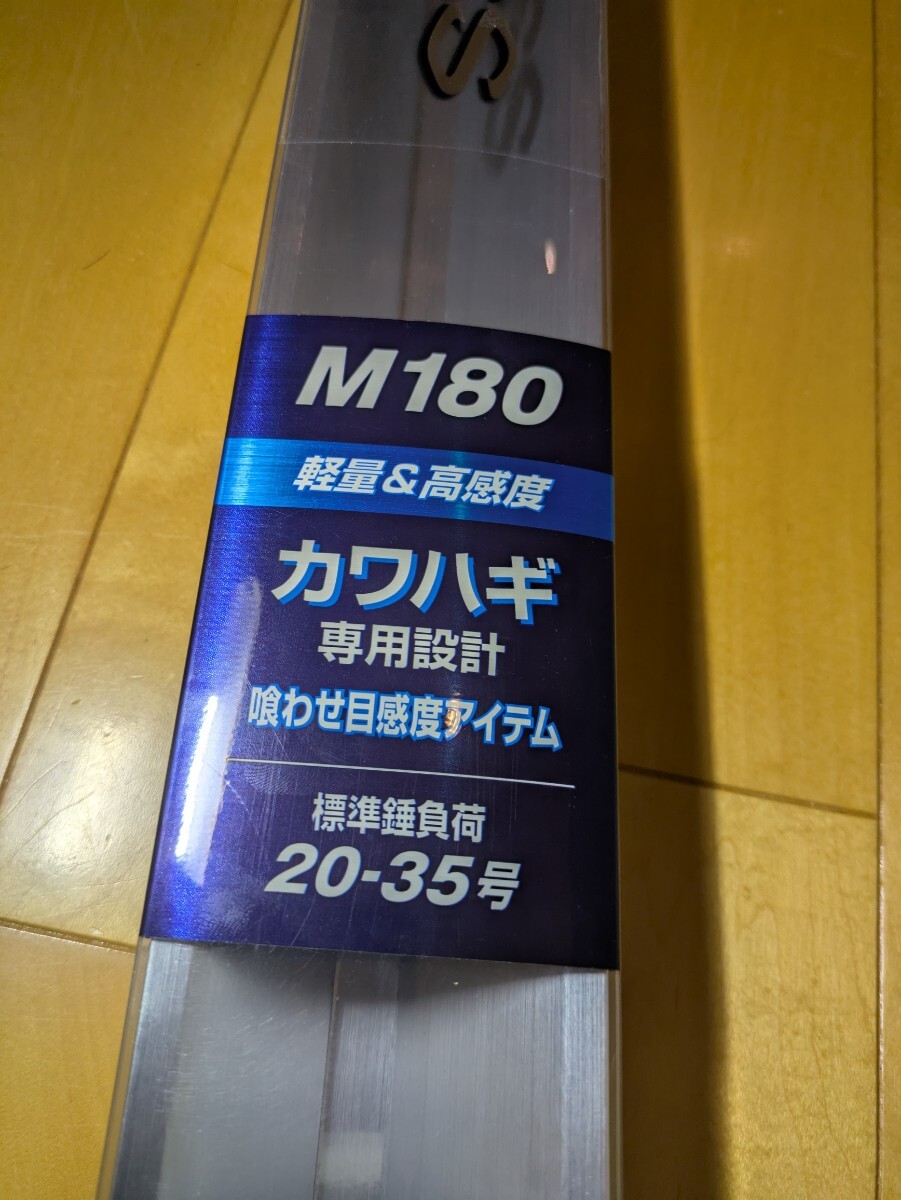 S
M180
軽量&高感度
カワハギ
専用設計
喰わせ目感度アイテム
標準錘負荷
20-35号